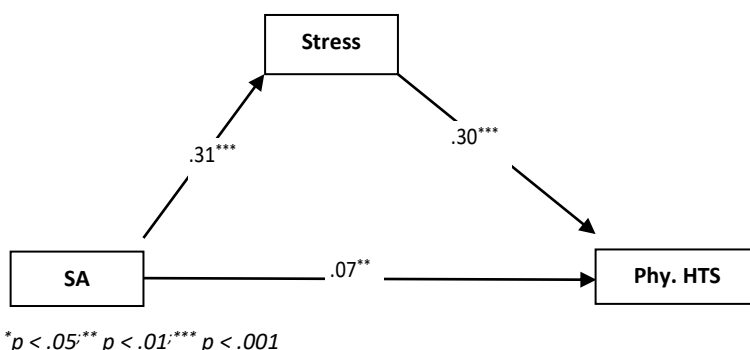 Stress
.31***
.30***
SA
.07**
Phy. HTS
*p < .05;** p < .01;*** p < .001